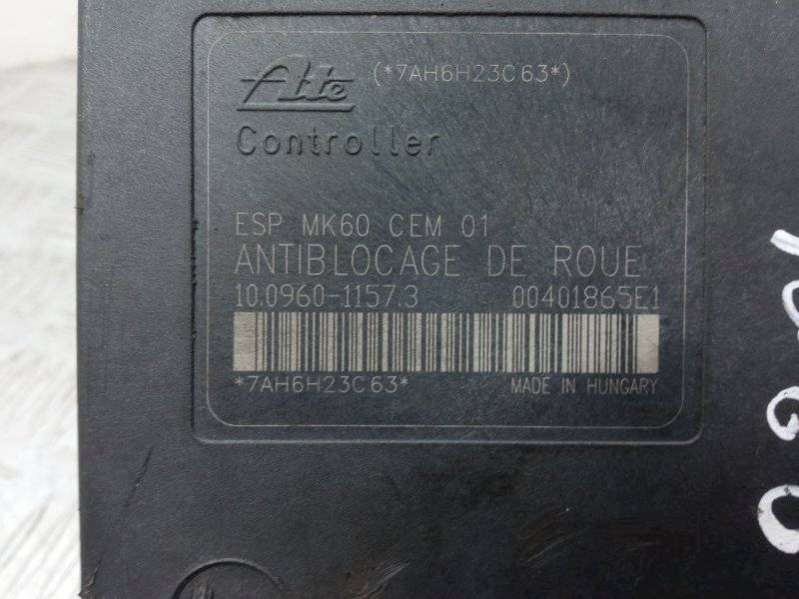 Ate (*7AH6H23C63*)
Controller
ESP MK60 CEM 01
ANTIBLOCAGE DE ROUE
10.0960-1157.3 00401865E1
*7AH6H23C63* MADE IN HUNGARY